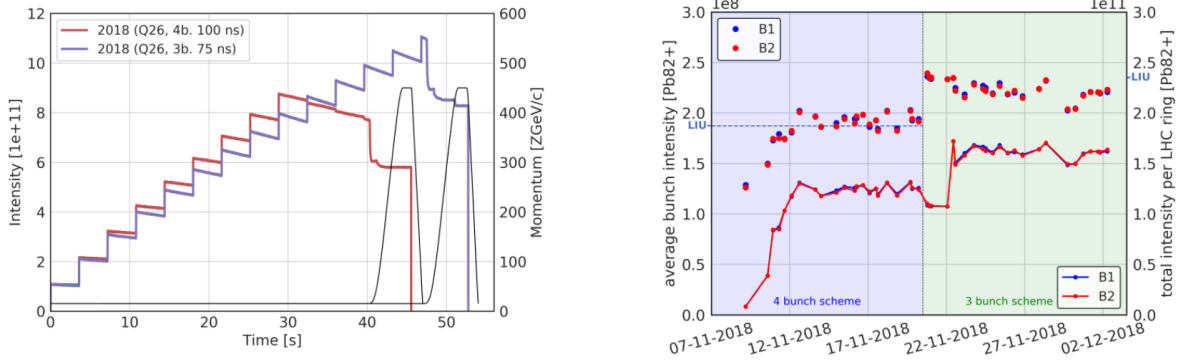 2018 (Q26, 4b. 100 ns)
2018 (Q26, 3b. 75 ns)
Intensity [1e+11]
12
10
8
6
4
2
0
0 10 20 30 40 50
Time [s]
600
500
400
300
200
100
0
Momentum [ZGeV/c]
1e8
1e11
average bunch intensity [Pb82+]
3.0
2.5
2.0
1.5
1.0
0.5
0.0
B1
B2
LIU
LIU
4 bunch scheme
3 bunch scheme
B1
B2
3.0
2.5
2.0
1.5
1.0
0.5
0.0
total intensity per LHC ring [Pb82+]
07-11-2018 12-11-2018 17-11-2018 22-11-2018 27-11-2018 02-12-2018